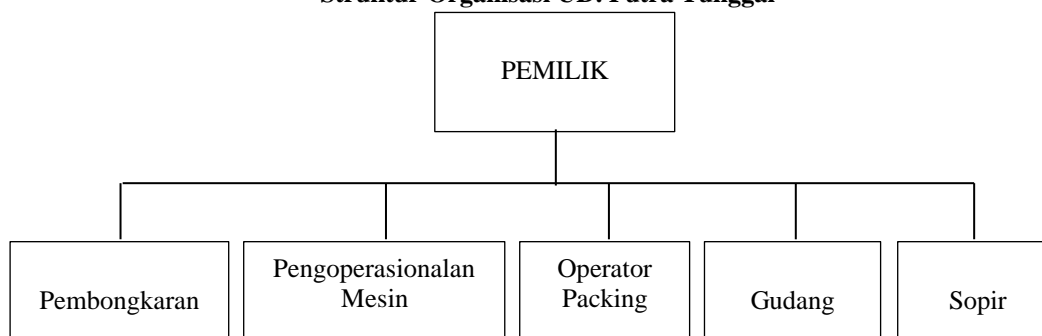 Struktur Organisasi UD. Putra Tunggal
PEMILIK
Pembongkaran
Pengoperasionalan
Mesin
Operator
Packing
Gudang
Sopir